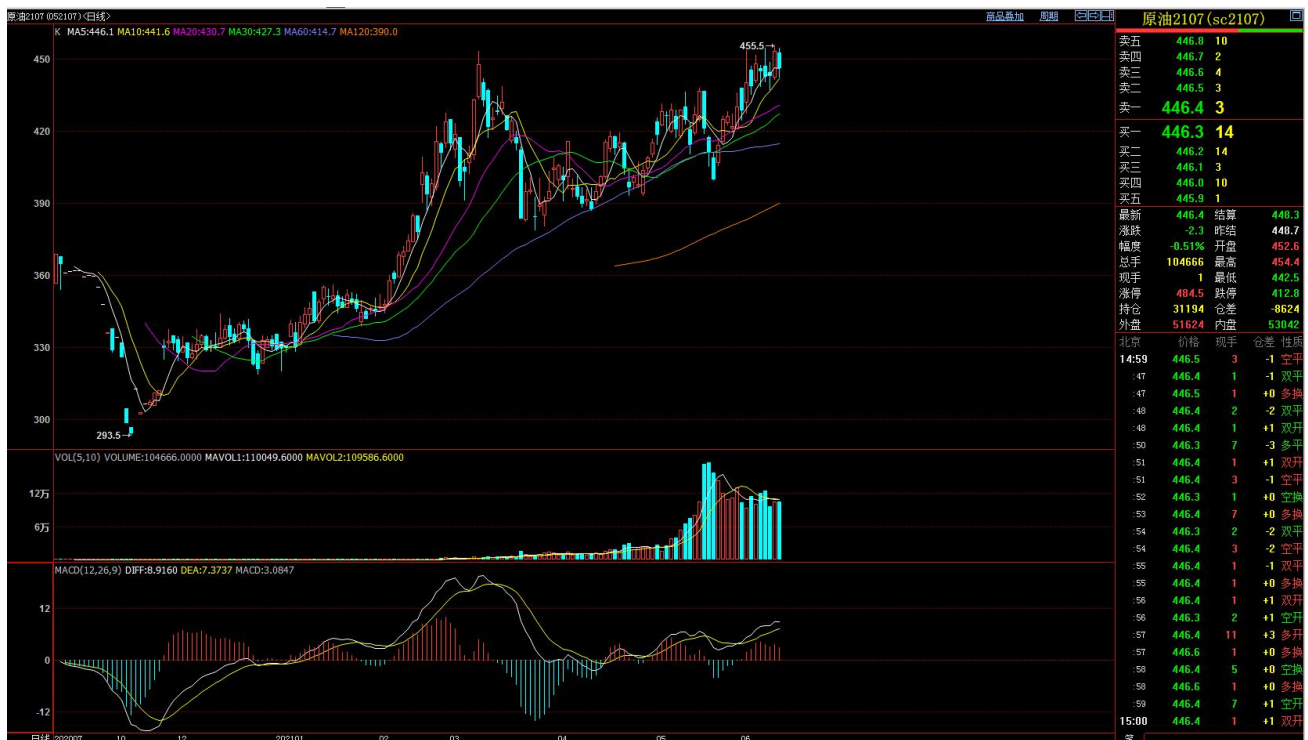 原油2107(052107)<日线>
商品叠加 周期
K MA5:446.1 MA10:441.6 MA20:430.7 MA30:427.3 MA60:414.7 MA120:390.0
455.5→
450
420
390
360
330
300
293.5→
VOL(5,10) VOLUME:104666.0000 MAVOL1:110049.6000 MAVOL2:109586.6000
12万
6万
MACD(12,26,9) DIFF:8.9160 DEA:7.3737 MACD:3.0847
12
0
-12
日线 202007 10 12 202101 02 03 04 05 06
原油2107(sc2107)
卖五 446.8 10
卖四 446.7 2
卖三 446.6 4
卖二 446.5 3
卖一 446.4 3
买一 446.3 14
买二 446.2 14
买三 446.1 3
买四 446.0 10
买五 445.9 1
最新 446.4 结算 448.3
涨跌 -2.3 昨结 448.7
幅度 -0.51% 开盘 452.6
总手 104666 最高 454.4
现手 1 最低 442.5
涨停 484.5 跌停 412.8
持仓 31194 仓差 -8624
外盘 51624 内盘 53042
北京 价格 现手 仓差 性质
14:59 446.5 3 -1 空平
:47 446.4 1 -1 双平
:47 446.5 1 +0 多换
:48 446.4 2 -2 双平
:48 446.4 1 +1 双开
:50 446.3 7 -3 多平
:51 446.4 1 +1 双开
:51 446.4 3 -1 空平
:52 446.3 1 +0 空换
:53 446.4 7 +0 多换
:54 446.3 2 -2 双平
:54 446.4 3 -2 空平
:55 446.4 1 -1 双平
:55 446.4 1 +0 多换
:56 446.4 1 +1 双开
:56 446.3 2 +1 空开
:57 446.4 11 +3 多开
:57 446.6 1 +0 多换
:58 446.4 5 +0 空换
:58 446.6 1 +0 多换
:59 446.4 7 +1 空开
15:00 446.4 1 +1 双开
笔